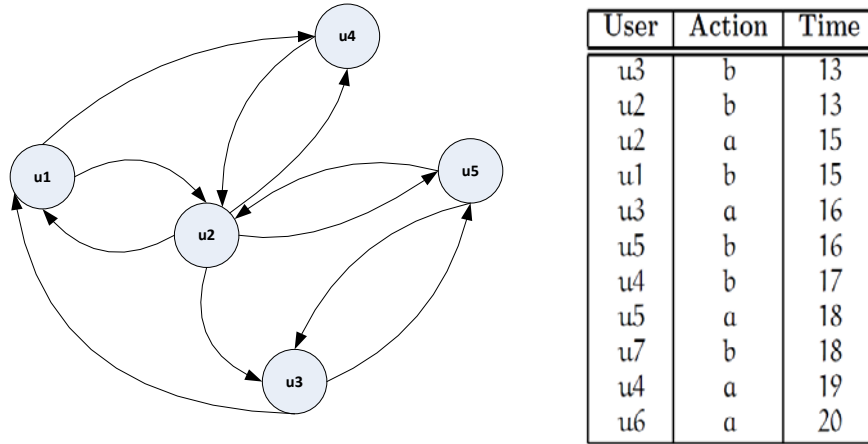 u4
u1
u5
u2
u3
User Action Time
u3 b 13
u2 b 13
u2 a 15
u1 b 15
u3 a 16
u5 b 16
u4 b 17
u5 a 18
u7 b 18
u4 a 19
u6 a 20